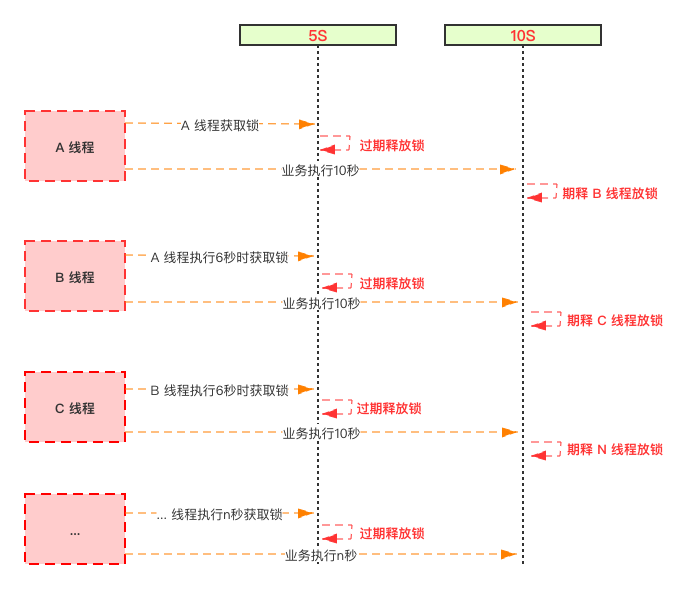 5S
10S
A 线程获取锁
A 线程
过期释放锁
业务执行10秒
期释 B 线程放锁
A 线程执行6秒时获取锁
B 线程
过期释放锁
业务执行10秒
期释 C 线程放锁
B 线程执行6秒时获取锁
C 线程
过期释放锁
业务执行10秒
期释 N 线程放锁
... 线程执行n秒获取锁
...
过期释放锁
业务执行n秒